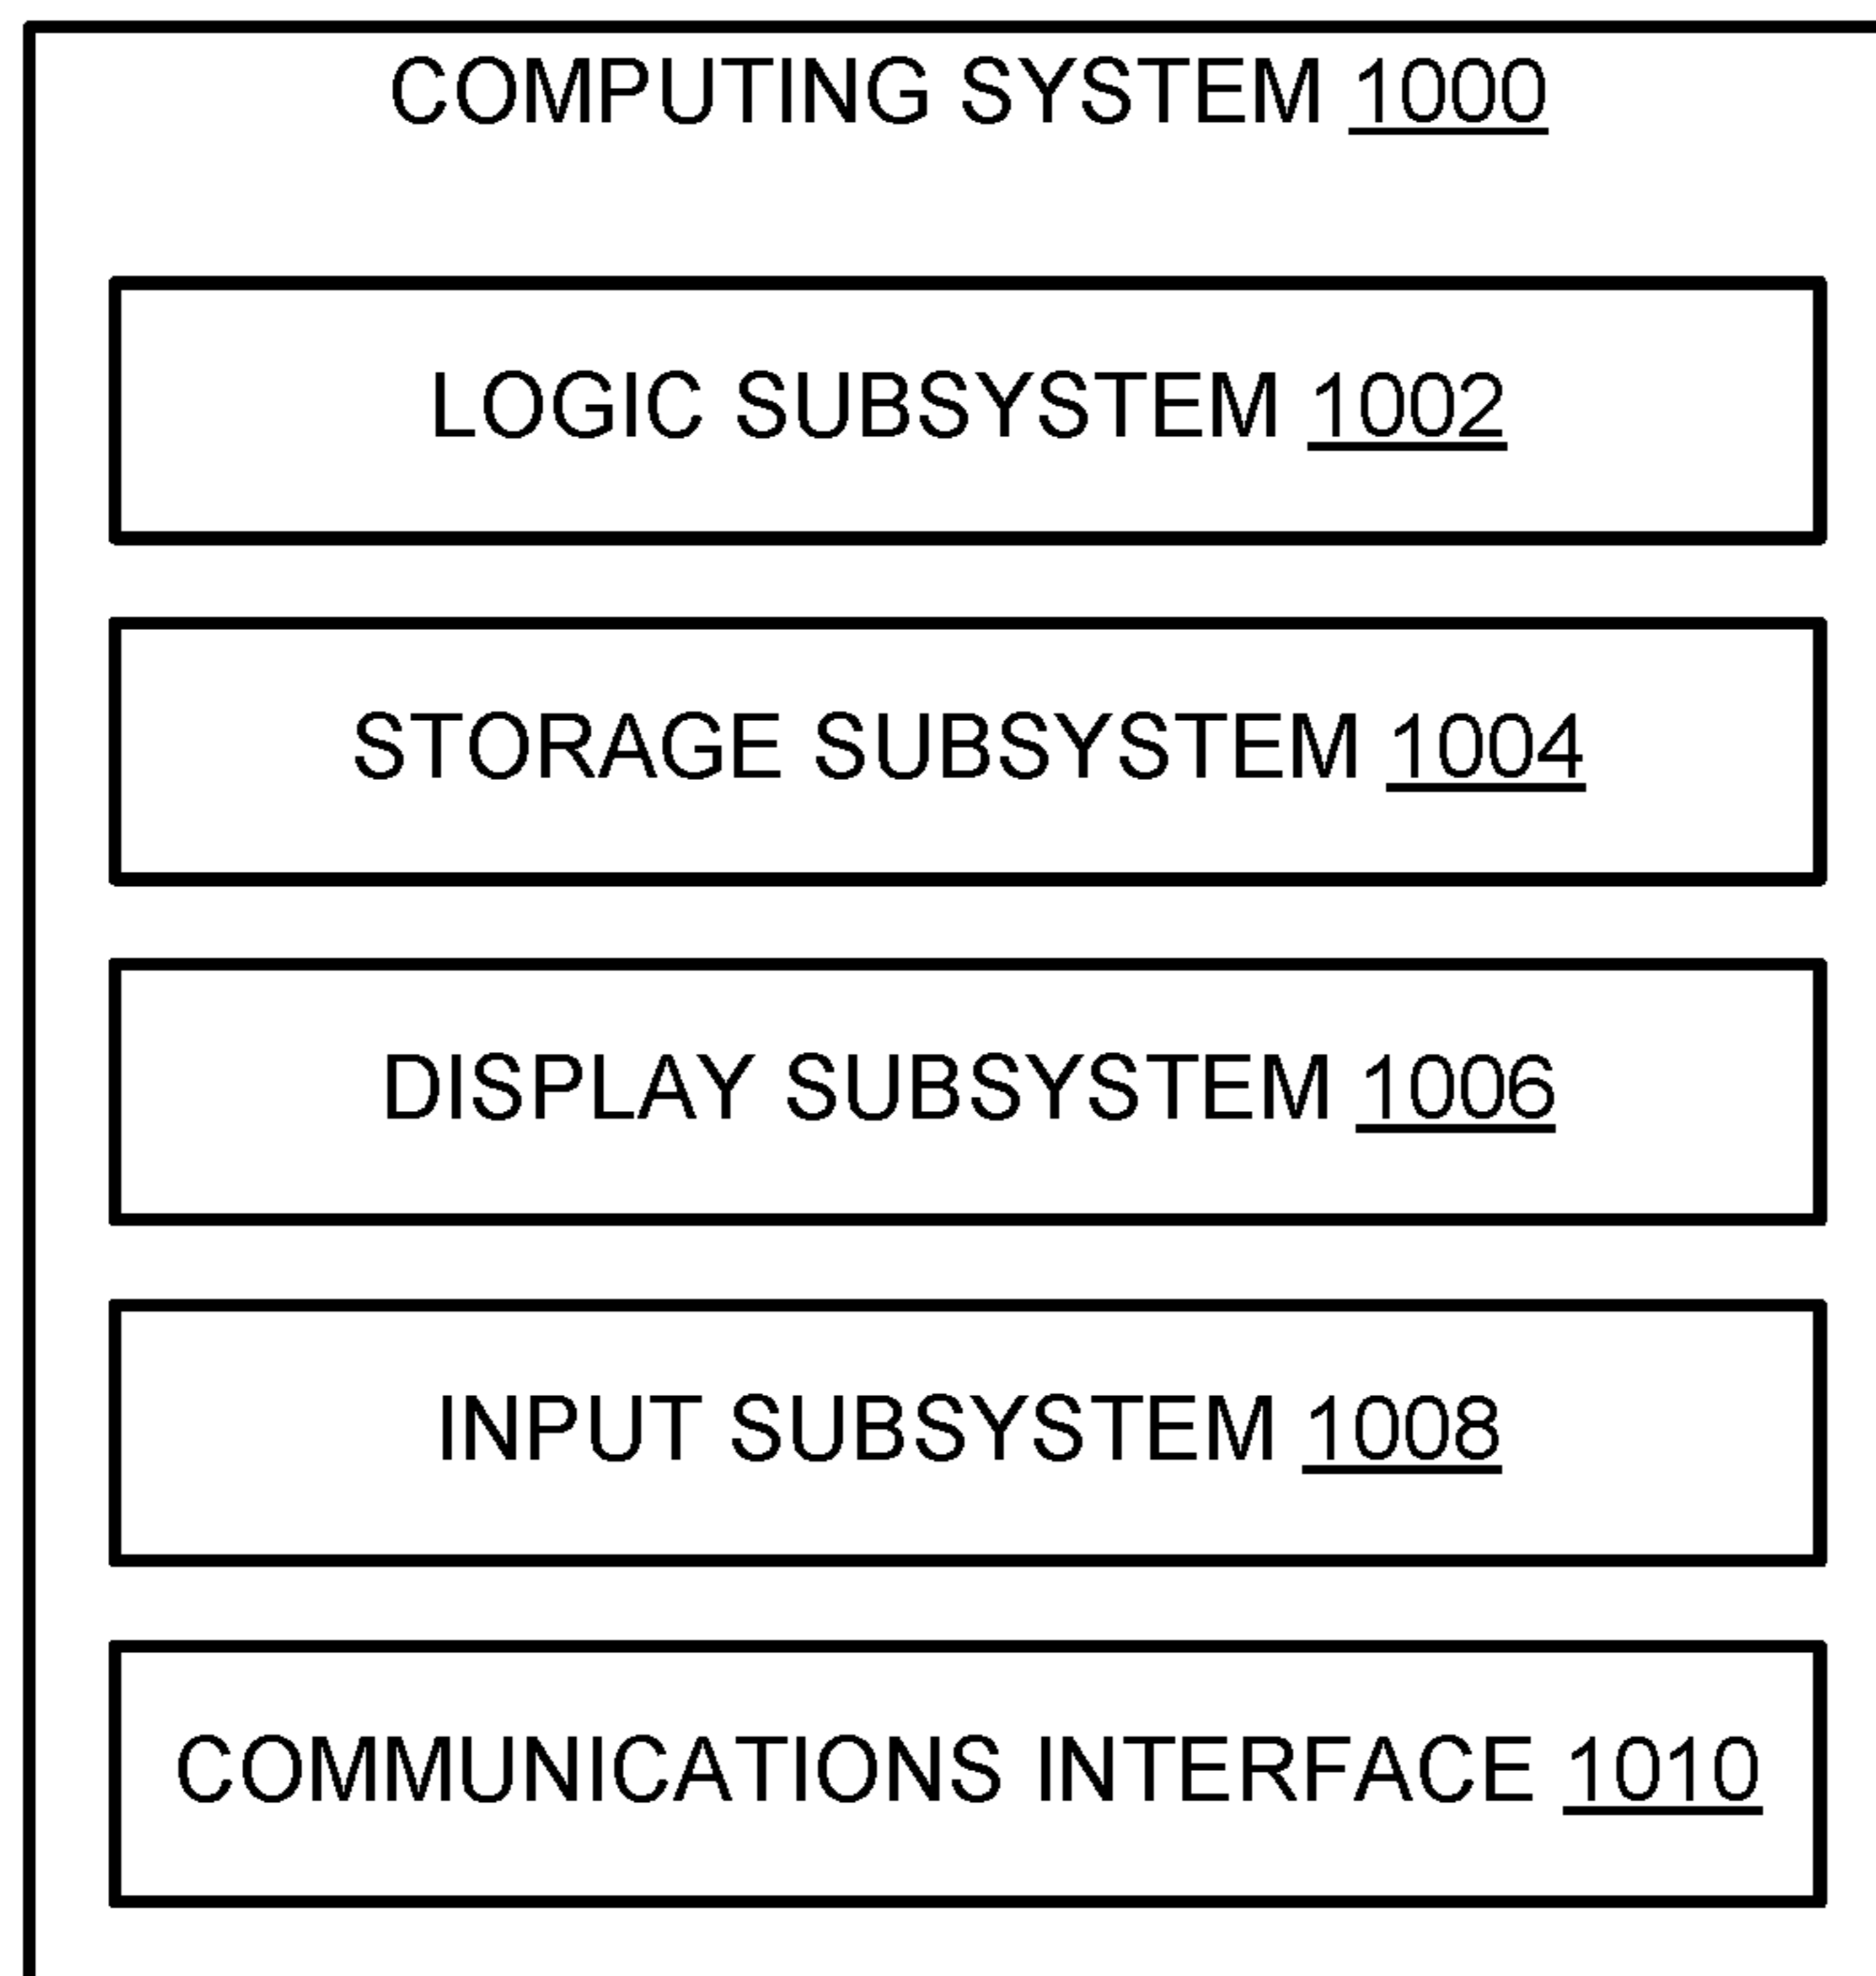 COMPUTING SYSTEM 1000
LOGIC SUBSYSTEM 1002
STORAGE SUBSYSTEM 1004
DISPLAY SUBSYSTEM 1006
INPUT SUBSYSTEM 1008
COMMUNICATIONS INTERFACE 1010